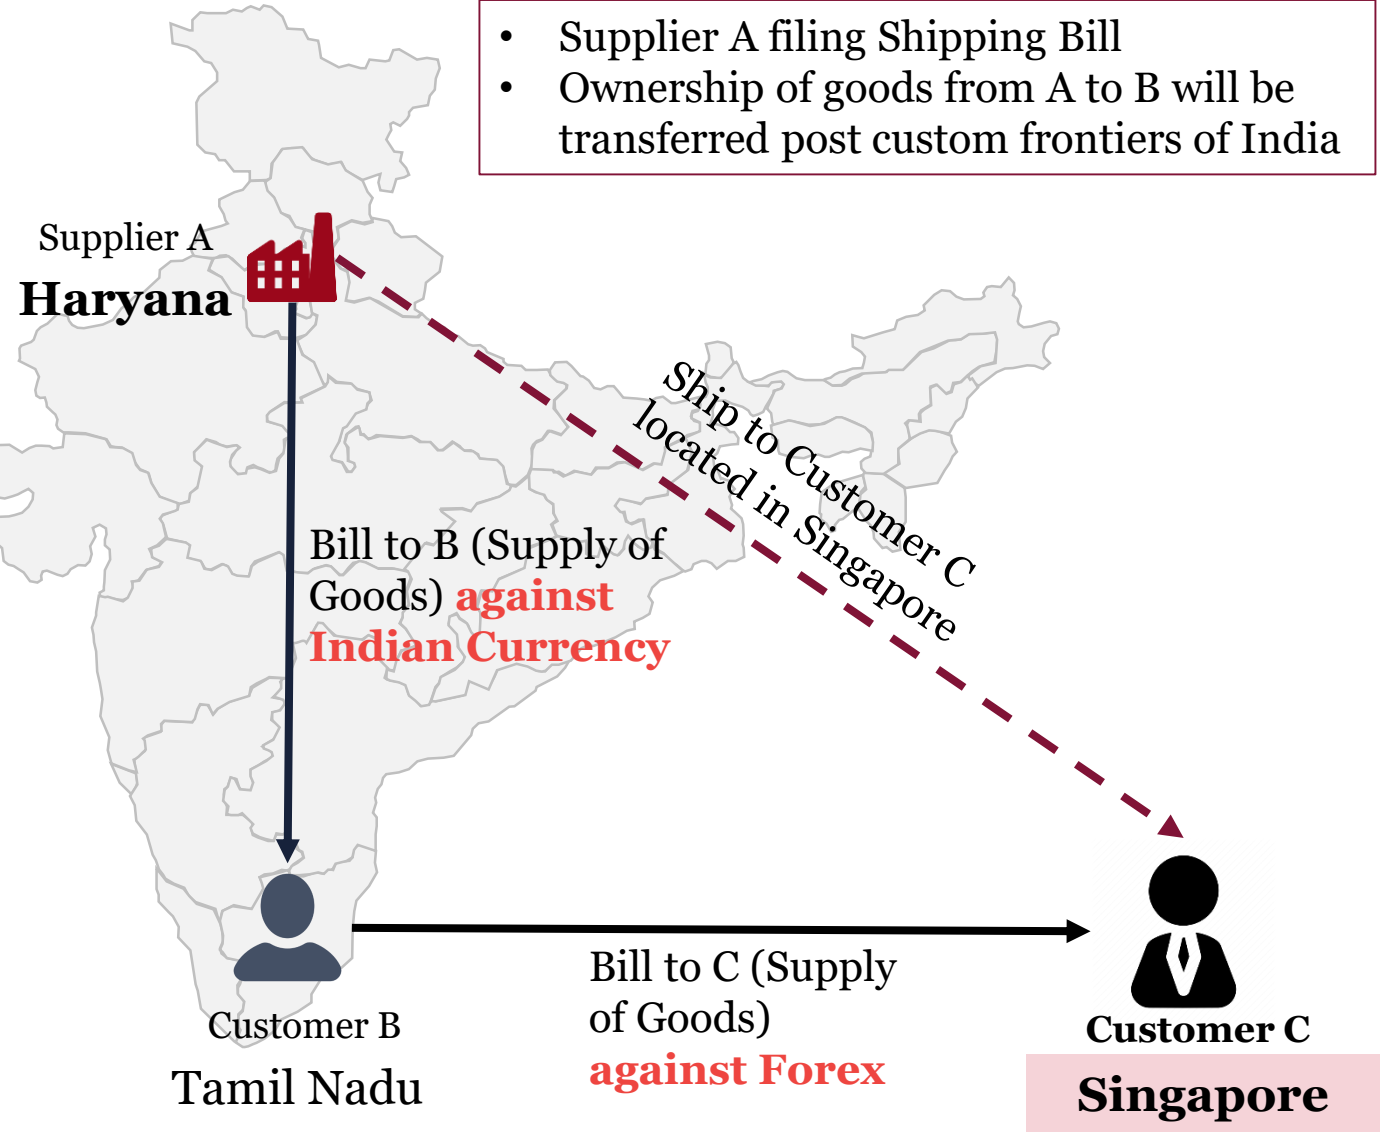 • Supplier A filing Shipping Bill
• Ownership of goods from A to B will be
transferred post custom frontiers of India
Supplier A
Haryana
Ship to Customer C
located in Singapore
Bill to B (Supply of
Goods) against
Indian Currency
Bill to C (Supply
of Goods)
against Forex
Customer B
Tamil Nadu
Customer C
Singapore